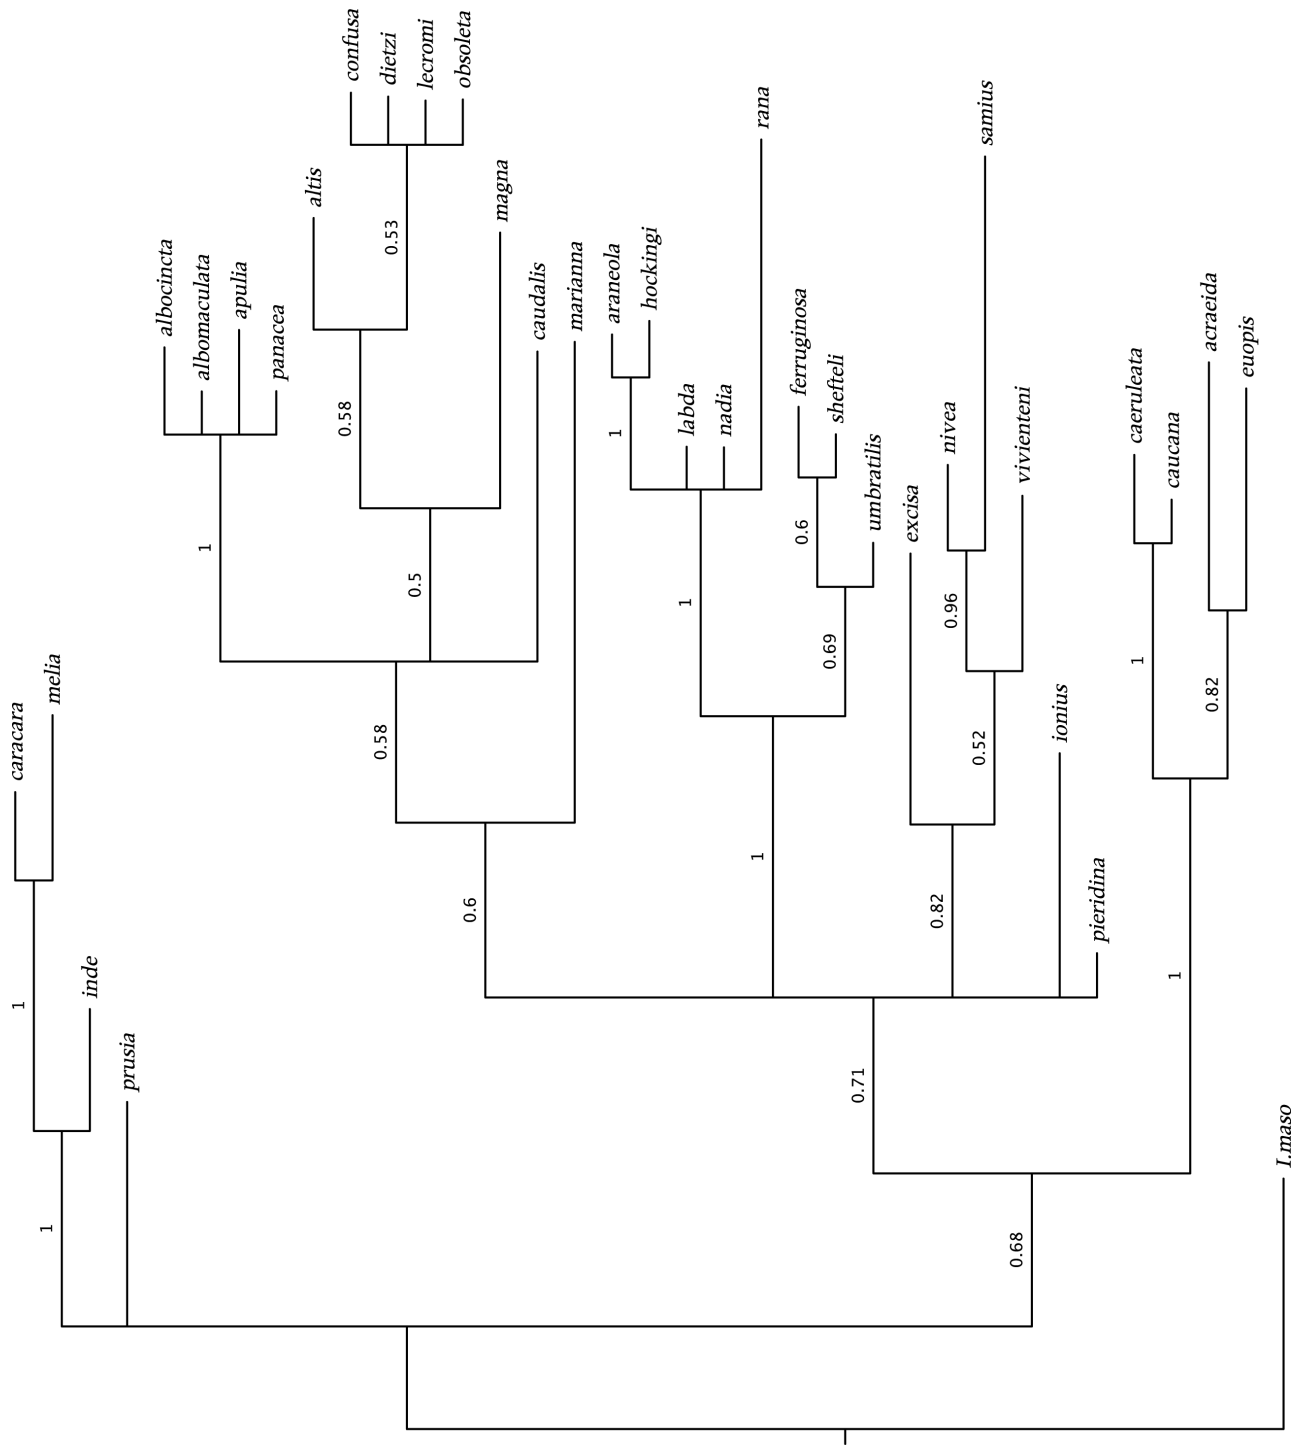 caracara
melia
1
inde
1
prusia
albocincta
albomaculata
apulia
panacea
1
altis
confusa
dietzi
lecromi
obsoleta
0.53
0.58
magna
0.5
caudalis
0.58
marianna
0.6
araneola
hockingi
1
labda
nadia
rana
1
ferruginosa
shefteli
0.6
umbratilis
0.69
1
excisa
nivea
samius
0.96
vivienteni
0.52
0.82
ionius
pieridina
0.71
caeruleata
caucana
1
acraeida
euopis
0.82
1
0.68
I.maso